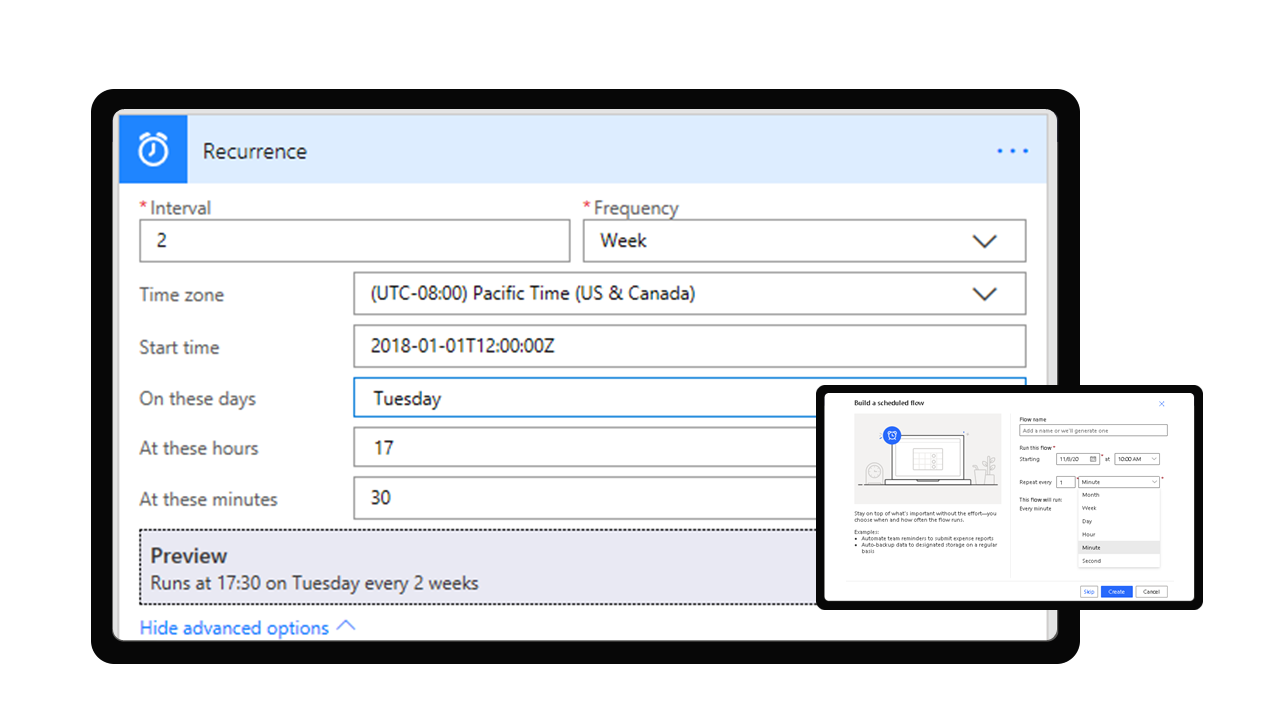 Recurrence
* Interval
* Frequency
2
Week
Time zone
(UTC-08:00) Pacific Time (US & Canada)
Start time
2018-01-01T12:00:00Z
On these days
Tuesday
At these hours
17
At these minutes
30
Preview
Runs at 17:30 on Tuesday every 2 weeks
Hide advanced options
Build a scheduled flow
Stay on top of what's important without the effort—you
choose when and how often the flow runs.
Examples:
• Automate team reminders to submit expense reports
• Auto-backup data to designated storage on a regular
basis
Flow name
Add a name or we'll generate one
Run this flow *
Starting 11/6/20 * at 10:00 AM
Repeat every 1 * Minute *
This flow will run:
Every minute
Month
Week
Day
Hour
Minute
Second
Skip Create Cancel